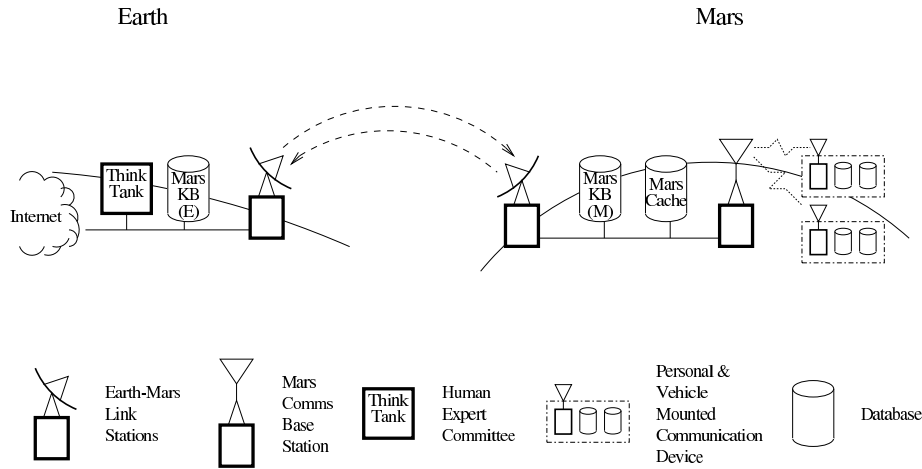 Earth
Mars
Think
Tank
Mars
KB
(E)
Internet
Mars
KB
(M)
Mars
Cache
Earth-Mars
Link
Stations
Mars
Comms
Base
Station
Think
Tank
Human
Expert
Committee
Personal &
Vehicle
Mounted
Communication
Device
Database